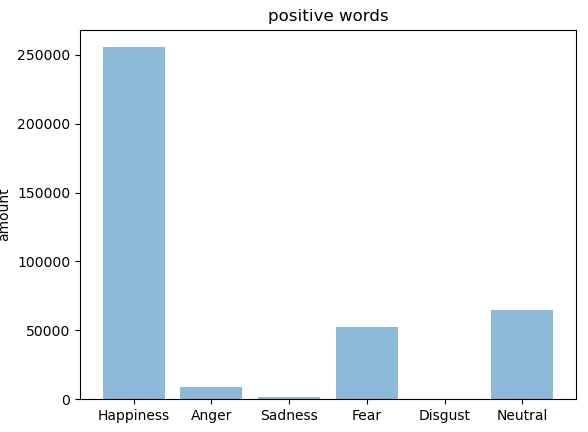 positive words
250000
200000
150000
100000
50000
0
amount
Happiness Anger Sadness Fear Disgust Neutral